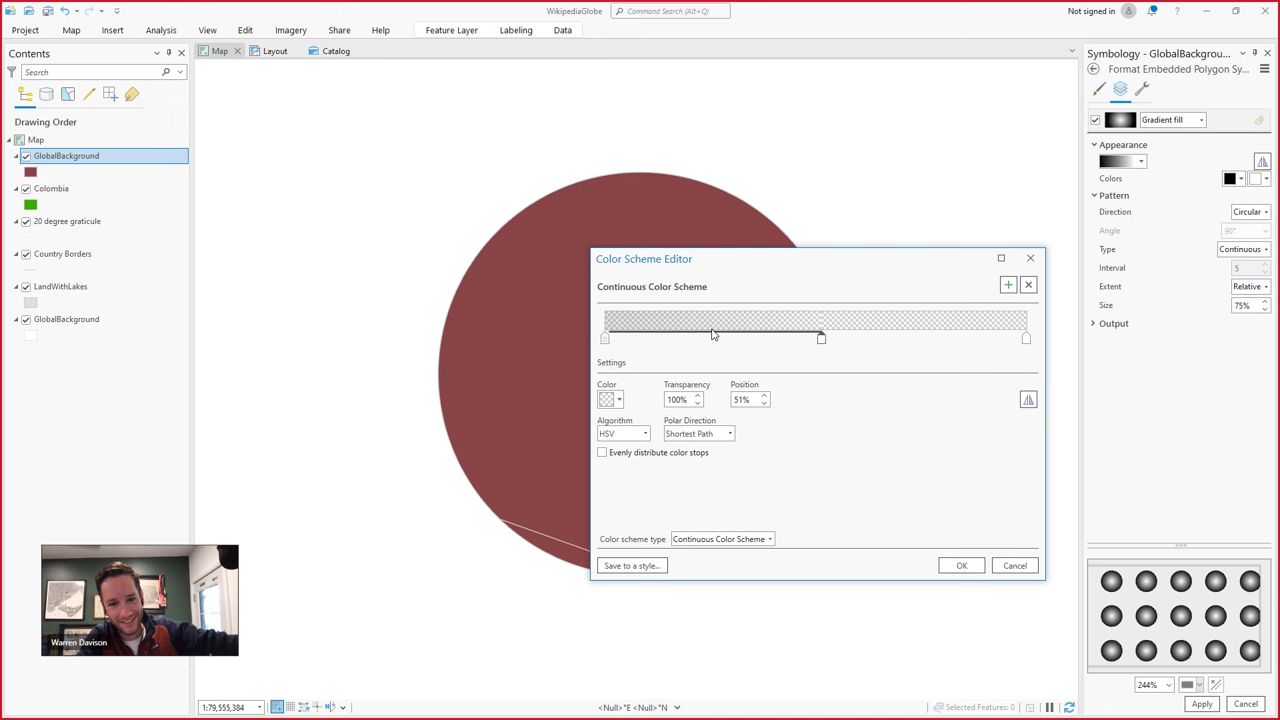 WikipediaGlobe
Command Search (Alt+Q)
Not signed in
?
Project
Map
Insert
Analysis
View
Edit
Imagery
Share
Help
Feature Layer
Labeling
Data
Contents
Search
Drawing Order
Map
GlobalBackground
Colombia
20 degree graticule
Country Borders
LandWithLakes
GlobalBackground
Map
Layout
Catalog
Color Scheme Editor
Continuous Color Scheme
Settings
Color
Transparency
Position
100%
51%
Algorithm
Polar Direction
HSV
Shortest Path
Evenly distribute color stops
Color scheme type
Continuous Color Scheme
Save to a style...
OK
Cancel
Symbology - GlobalBackgrou...
Format Embedded Polygon Sy...
Gradient fill
Appearance
Colors
Pattern
Direction
Circular
Angle
90°
Type
Continuous
Interval
5
Extent
Relative
Size
75%
Output
244%
Apply
Cancel
Warren Davison
1:79,555,384
<Null>°E <Null>°N
Selected Features: 0